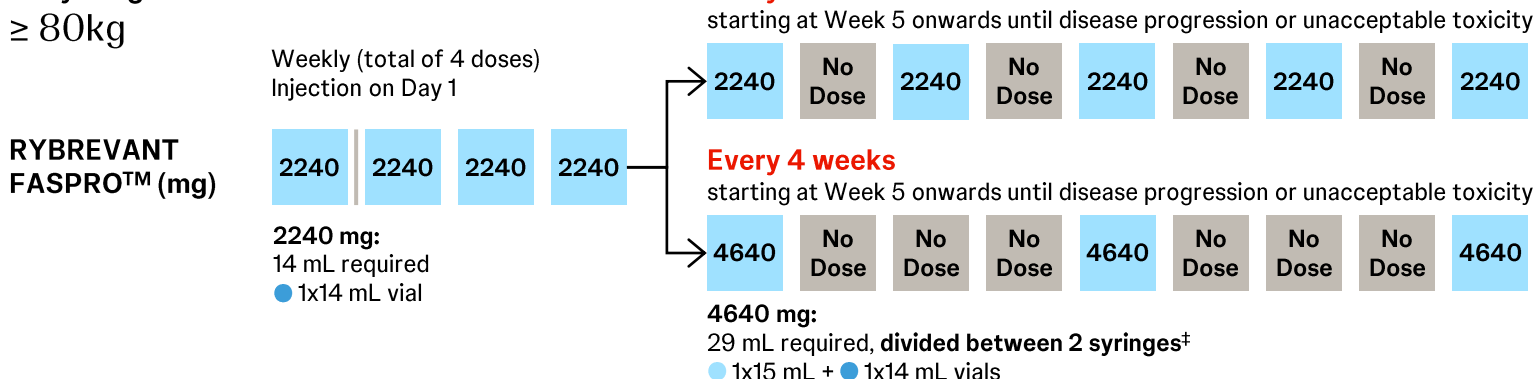 ≥ 80kg
starting at Week 5 onwards until disease progression or unacceptable toxicity
Weekly (total of 4 doses)
Injection on Day 1
2240 No Dose 2240 No Dose 2240 No Dose 2240 No Dose 2240
RYBREVANT
FASPRO™ (mg)
2240 2240 2240 2240
Every 4 weeks
starting at Week 5 onwards until disease progression or unacceptable toxicity
4640 No Dose No Dose No Dose 4640 No Dose No Dose No Dose 4640
2240 mg:
14 mL required
1x14 mL vial
4640 mg:
29 mL required, divided between 2 syringes‡
1x15 mL + 1x14 mL vials